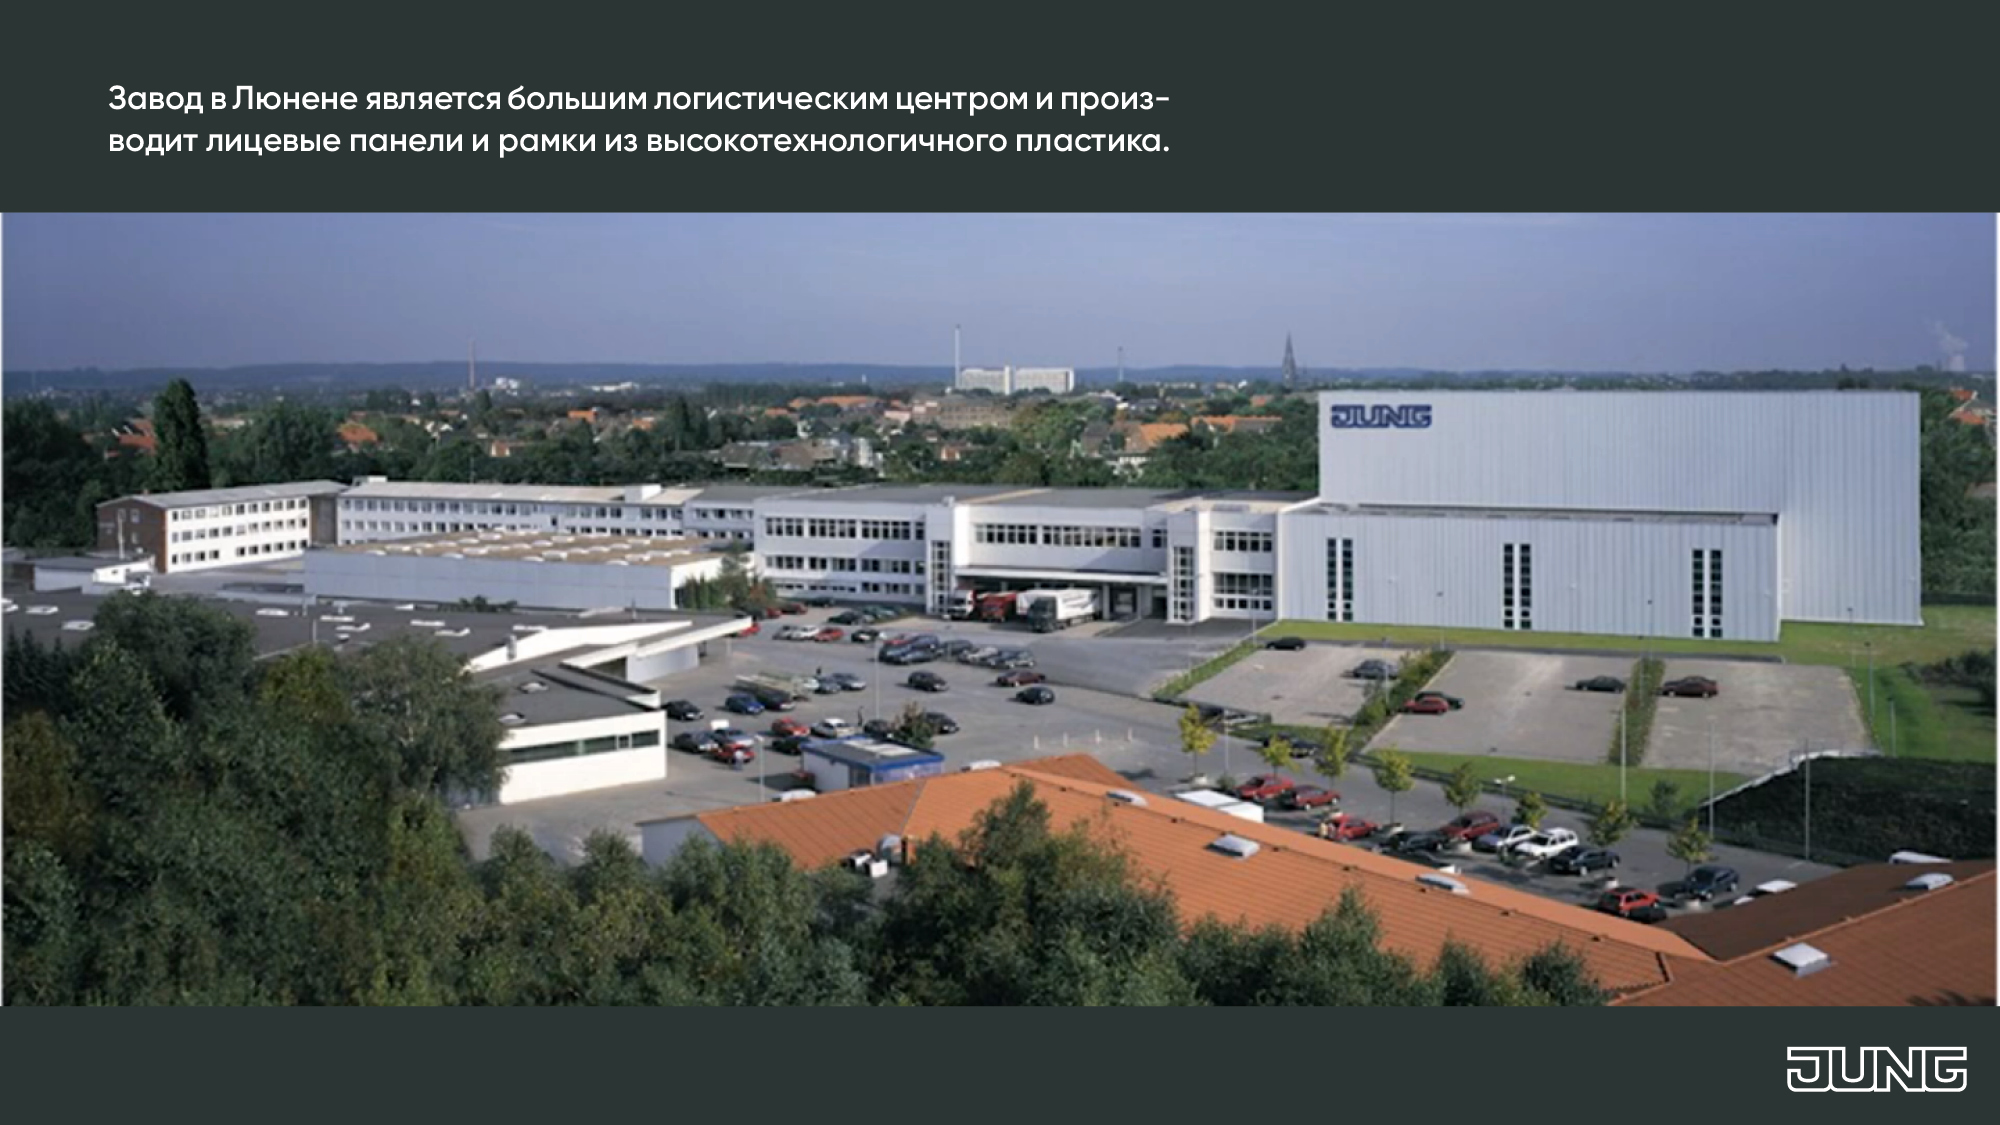 Завод в Люнене является большим логистическим центром и произ-
водит лицевые панели и рамки из высокотехнологичного пластика.
JUNG
JUNG